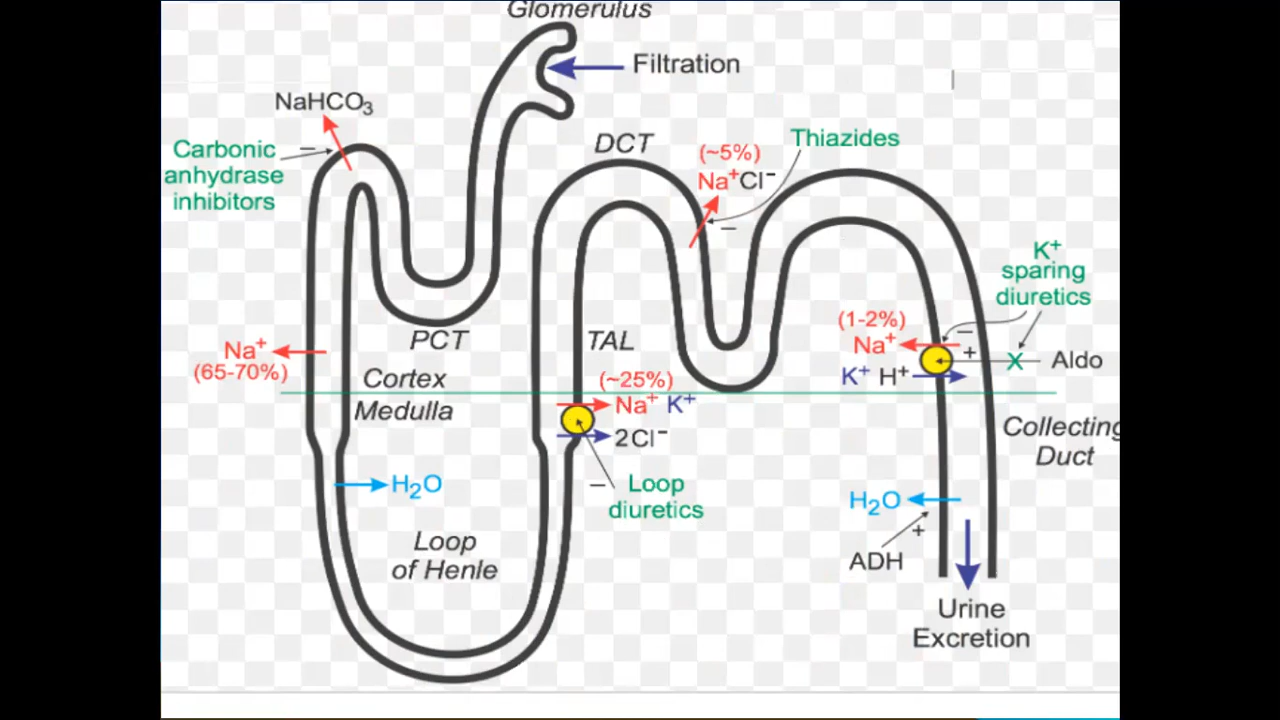 Glomerulus
Filtration
NaHCO₃
Carbonic
anhydrase
inhibitors
−
DCT
(~5%)
Na⁺Cl⁻
Thiazides
−
K⁺
sparing
diuretics
PCT
TAL
Na⁺
(65-70%)
Cortex
Medulla
(~25%)
Na⁺ K⁺
2Cl⁻
(1-2%)
Na⁺
K⁺ H⁺
−
+
X
Aldo
Collecting
Duct
H₂O
−
Loop
diuretics
Loop
of Henle
H₂O
+
ADH
Urine
Excretion